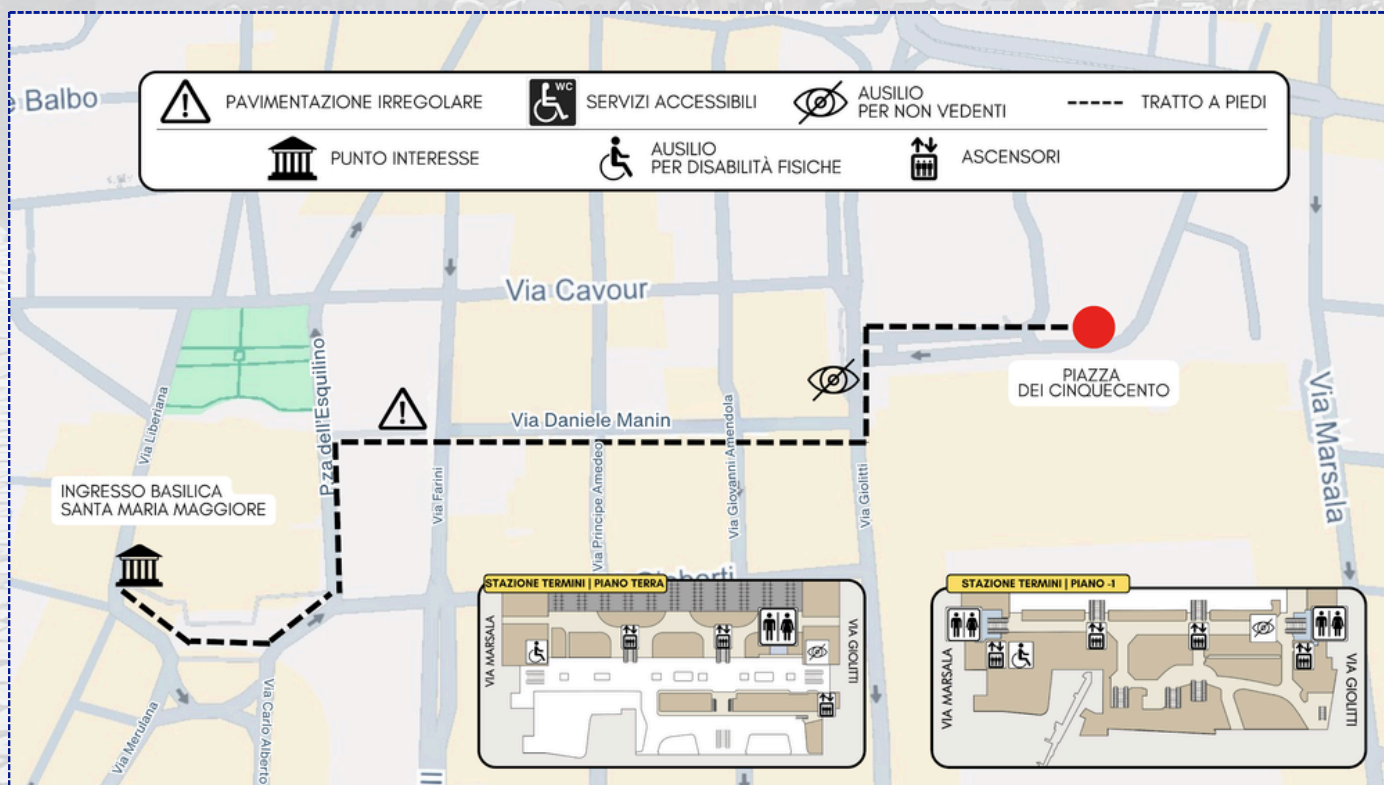 e Balbo
PAVIMENTAZIONE IRREGOLARE
WC
SERVIZI ACCESSIBILI
AUSILIO
PER NON VEDENTI
TRATTO A PIEDI
PUNTO INTERESSE
AUSILIO
PER DISABILITÀ FISICHE
ASCENSORI
Via Cavour
PIAZZA
DEI CINQUECENTO
Via Marsala
Via Liberiana
P.za dell'Esquilino
Via Daniele Manin
Via Farini
Via Principe Amedeo
Via Giovanni Amendola
Via Giolitti
INGRESSO BASILICA
SANTA MARIA MAGGIORE
Via Merulana
Via Carlo Alberto
STAZIONE TERMINI | PIANO TERRA
VIA MARSALA
VIA GIOLITTI
STAZIONE TERMINI | PIANO -1
VIA MARSALA
VIA GIOLITTI